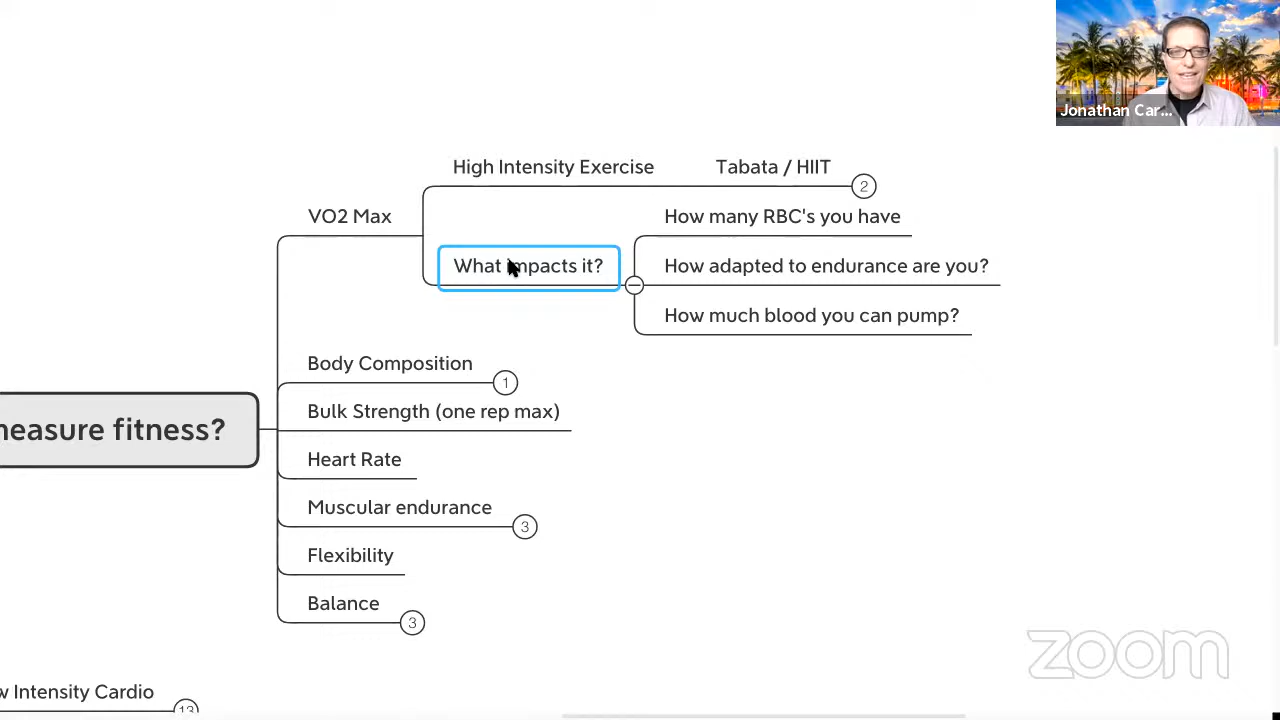 Jonathan Car...
High Intensity Exercise
Tabata / HIIT
2
VO2 Max
How many RBC's you have
What impacts it?
How adapted to endurance are you?
How much blood you can pump?
Body Composition
1
Bulk Strength (one rep max)
measure fitness?
Heart Rate
Muscular endurance
3
Flexibility
Balance
3
zoom
w Intensity Cardio
13